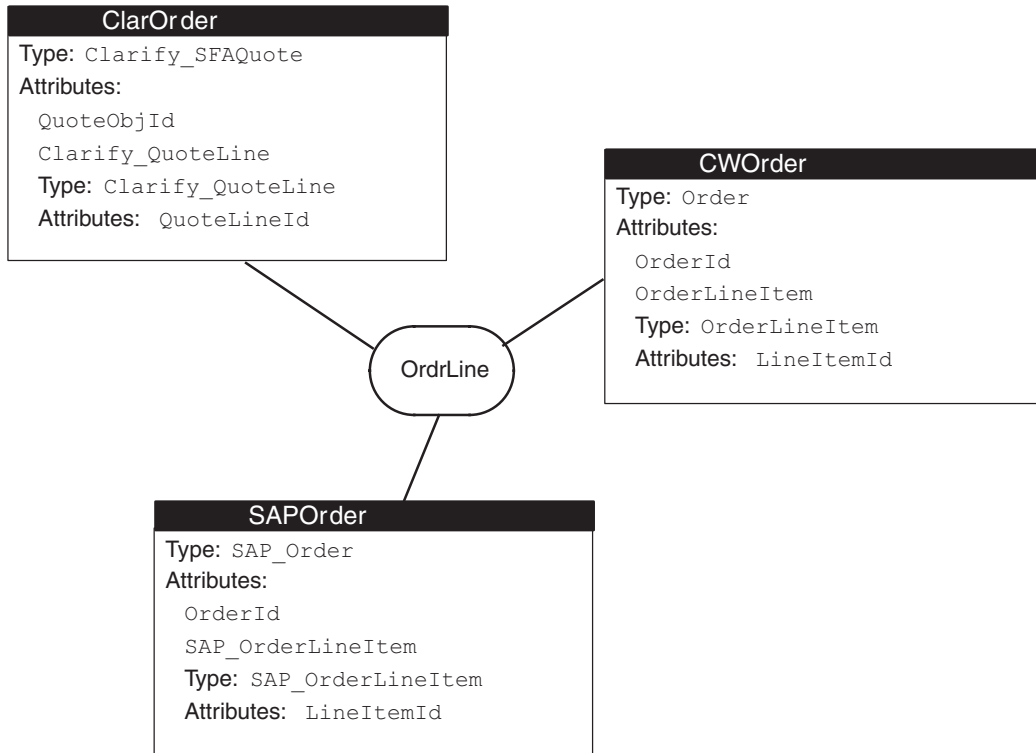 ClarOrder
Type: Clarify_SFAQuote
Attributes:
QuoteObjId
Clarify_QuoteLine
Type: Clarify_QuoteLine
Attributes: QuoteLineId
CWOrder
Type: Order
Attributes:
OrderId
OrderLineItem
Type: OrderLineItem
Attributes: LineItemId
OrdrLine
SAPOrder
Type: SAP_Order
Attributes:
OrderId
SAP_OrderLineItem
Type: SAP_OrderLineItem
Attributes: LineItemId